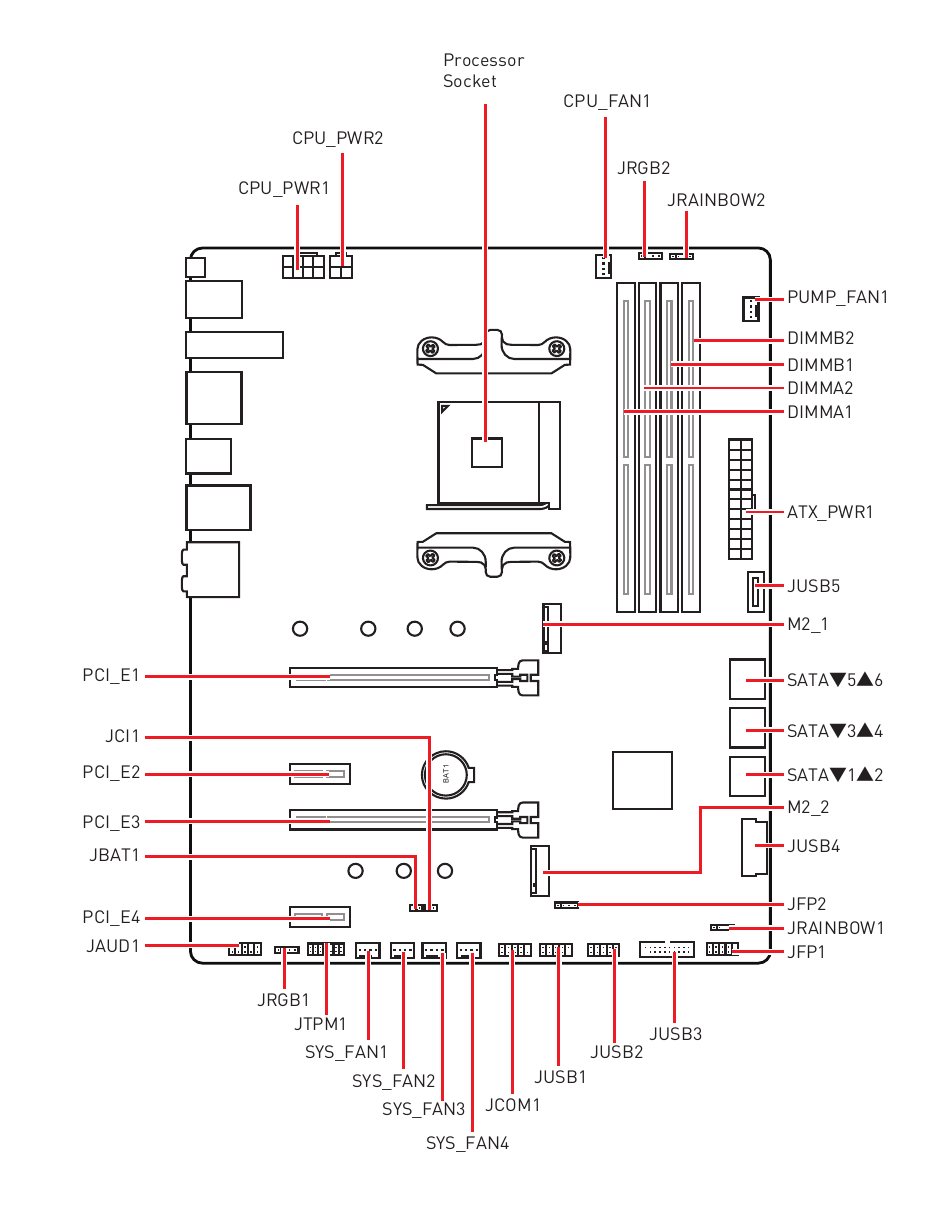 Processor
Socket
CPU_FAN1
CPU_PWR2
JRGB2
CPU_PWR1
JRAINBOW2
PUMP_FAN1
DIMMB2
DIMMB1
DIMMA2
DIMMA1
ATX_PWR1
JUSB5
M2_1
PCI_E1
SATA▼5▲6
JCI1
SATA▼3▲4
PCI_E2
BAT1
SATA▼1▲2
M2_2
PCI_E3
JUSB4
JBAT1
JFP2
PCI_E4
JRAINBOW1
JAUD1
JFP1
JRGB1
JTPM1
JUSB3
SYS_FAN1
JUSB2
SYS_FAN2
JUSB1
SYS_FAN3
JCOM1
SYS_FAN4